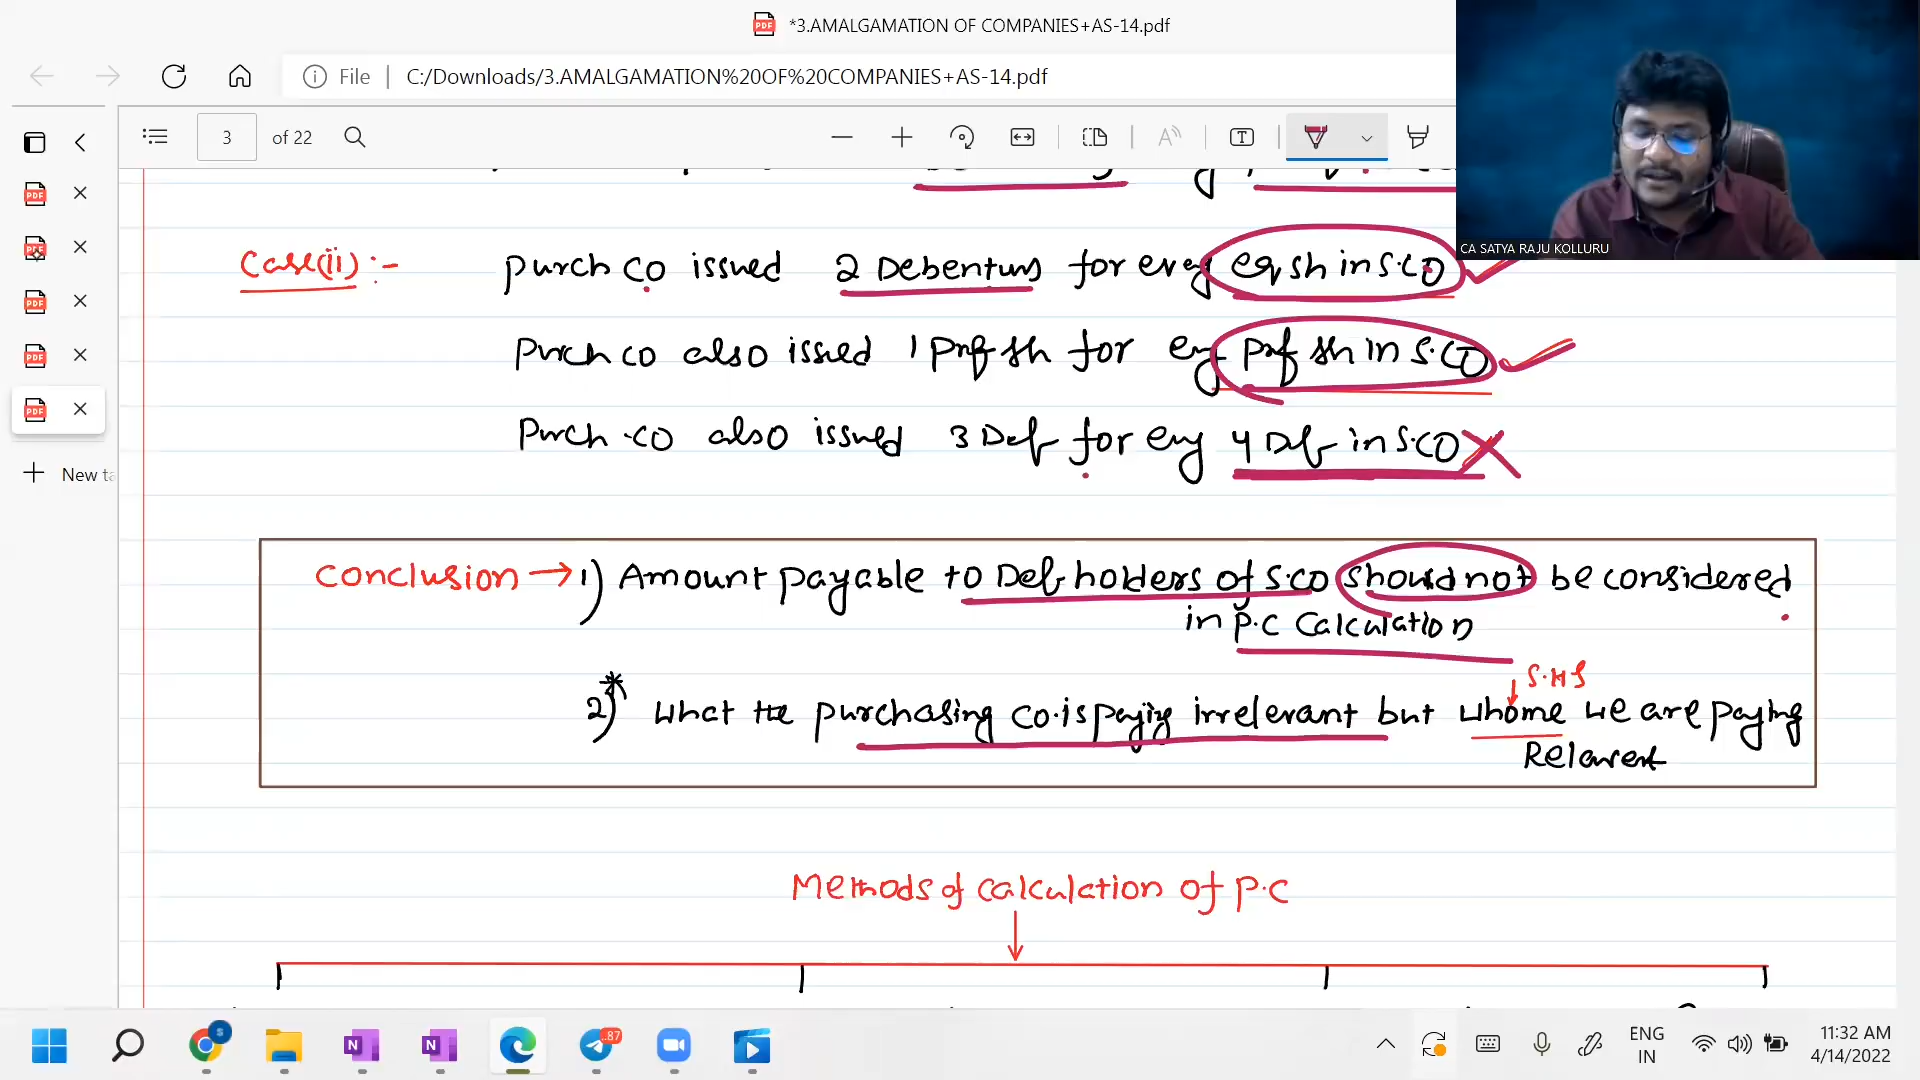 *3.AMALGAMATION OF COMPANIES+AS-14.pdf
File C:/Downloads/3.AMALGAMATION%20OF%20COMPANIES+AS-14.pdf
3 of 22
CA SATYA RAJU KOLLURU
Case(ii) :- purch co issued 2 Debentures for every eq sh in S.CO
Purch co also issued 1 pref sh for every pref sh in S.CO
Purch.co also issued 3 Deb for every 4 Deb in S.CO
New ta
Conclusion → 1) Amount payable to Deb.holders of S.CO should not be considered
in P.C Calculation
S.H'S
2)* What the purchasing co.is paying irrelevant but whome we are paying
Relavent
Methods of calculation of P.C
.87
ENG
IN
11:32 AM
4/14/2022